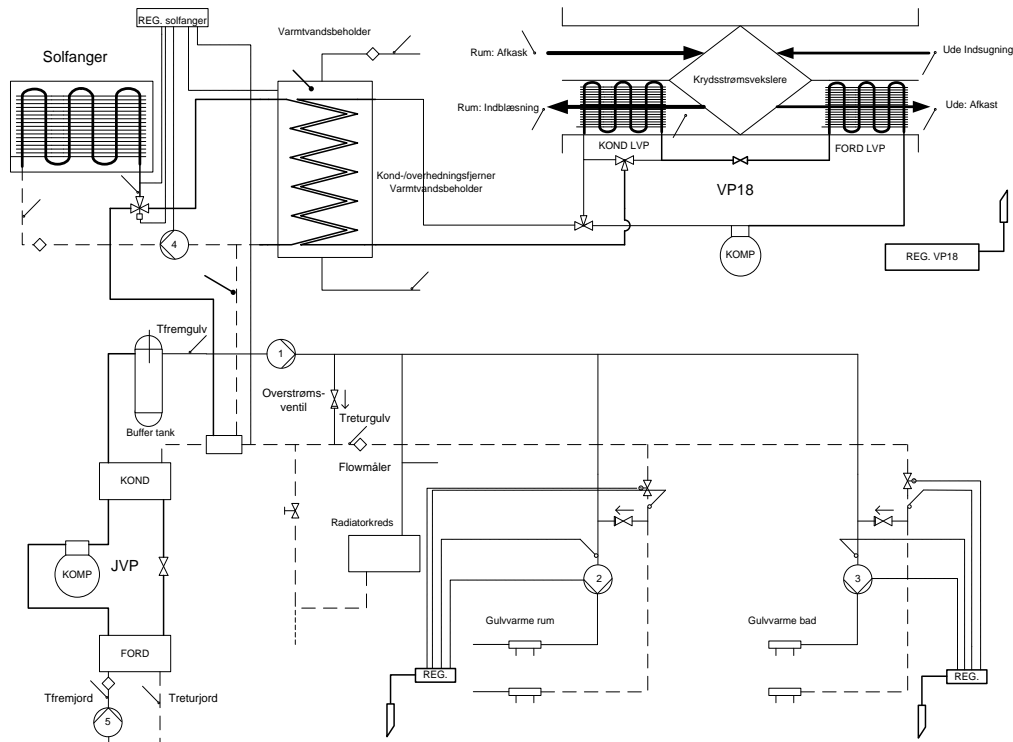 REG. solfanger
Solfanger
Varmtvandsbeholder
Rum: Afkask
Ude Indsugning
Krydsstrømsvekslere
Rum: Indblæsning
Ude: Afkast
KOND LVP
FORD LVP
Kond-/overhedningsfjerner
Varmtvandsbeholder
VP18
4
KOMP
REG. VP18
Tfremgulv
1
Overstrøms-
ventil
Treturgulv
Buffer tank
Flowmåler
KOND
Radiatorkreds
JVP
KOMP
2
3
Gulvvarme rum
Gulvvarme bad
FORD
REG.
REG.
Tfremjord
Treturjord
5